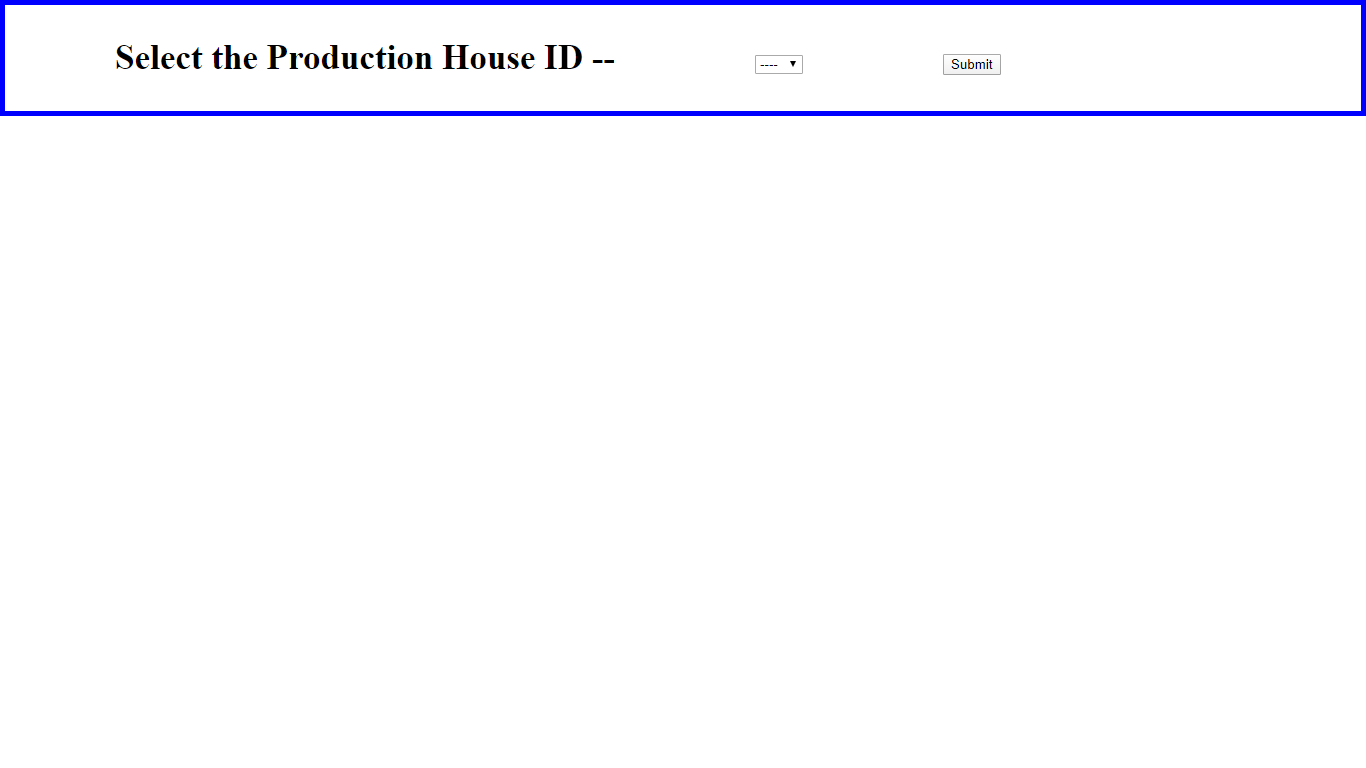 Select the Production House ID -- ---- Submit